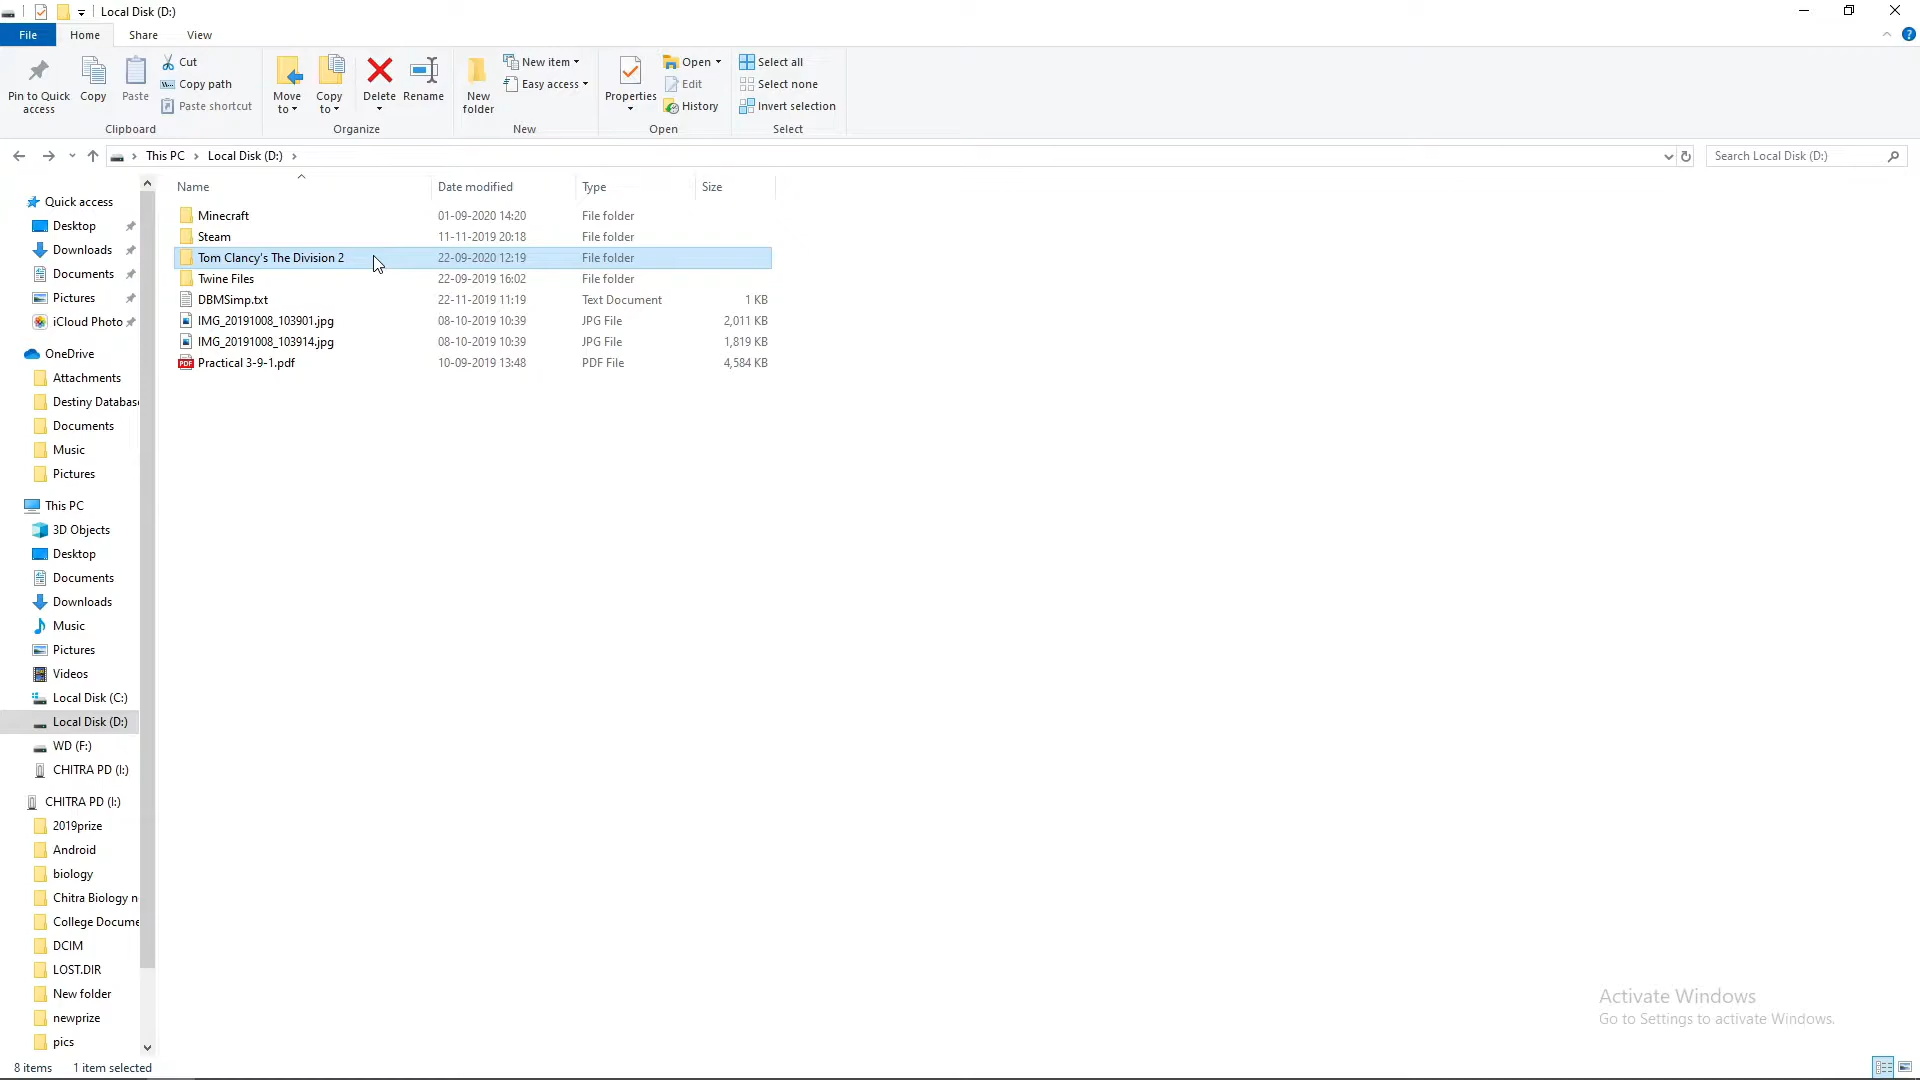 Local Disk (D:)
File Home Share View
Pin to Quick access
Copy
Paste
Cut
Copy path
Paste shortcut
Clipboard
Move to
Copy to
Delete
Rename
Organize
New folder
New item
Easy access
New
Properties
Open
Edit
History
Open
Select all
Select none
Invert selection
Select
This PC Local Disk (D:)
Search Local Disk (D:)
Quick access
Desktop
Downloads
Documents
Pictures
iCloud Photo
OneDrive
Attachments
Destiny Databas
Documents
Music
Pictures
This PC
3D Objects
Desktop
Documents
Downloads
Music
Pictures
Videos
Local Disk (C:)
Local Disk (D:)
WD (F:)
CHITRA PD (I:)
CHITRA PD (I:)
2019prize
Android
biology
Chitra Biology n
College Docume
DCIM
LOST.DIR
New folder
newprize
pics
Name Date modified Type Size
Minecraft 01-09-2020 14:20 File folder
Steam 11-11-2019 20:18 File folder
Tom Clancy's The Division 2 22-09-2020 12:19 File folder
Twine Files 22-09-2019 16:02 File folder
DBMSimp.txt 22-11-2019 11:19 Text Document 1 KB
IMG_20191008_103901.jpg 08-10-2019 10:39 JPG File 2,011 KB
IMG_20191008_103914.jpg 08-10-2019 10:39 JPG File 1,819 KB
PDF Practical 3-9-1.pdf 10-09-2019 13:48 PDF File 4,584 KB
Activate Windows
Go to Settings to activate Windows.
8 items 1 item selected